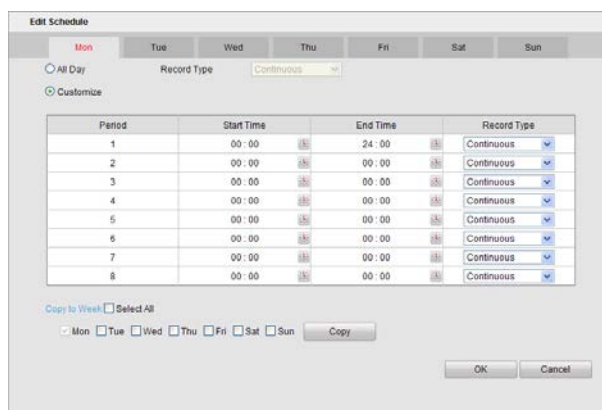 Edit Schedule
Mon Tue Wed Thu Fri Sat Sun
All Day Record Type Continuous
Customize
Period Start Time End Time Record Type
1 00 : 00 24 : 00 Continuous
2 00 : 00 00 : 00 Continuous
3 00 : 00 00 : 00 Continuous
4 00 : 00 00 : 00 Continuous
5 00 : 00 00 : 00 Continuous
6 00 : 00 00 : 00 Continuous
7 00 : 00 00 : 00 Continuous
8 00 : 00 00 : 00 Continuous
Copy to Week Select All
Mon Tue Wed Thu Fri Sat Sun Copy
OK Cancel